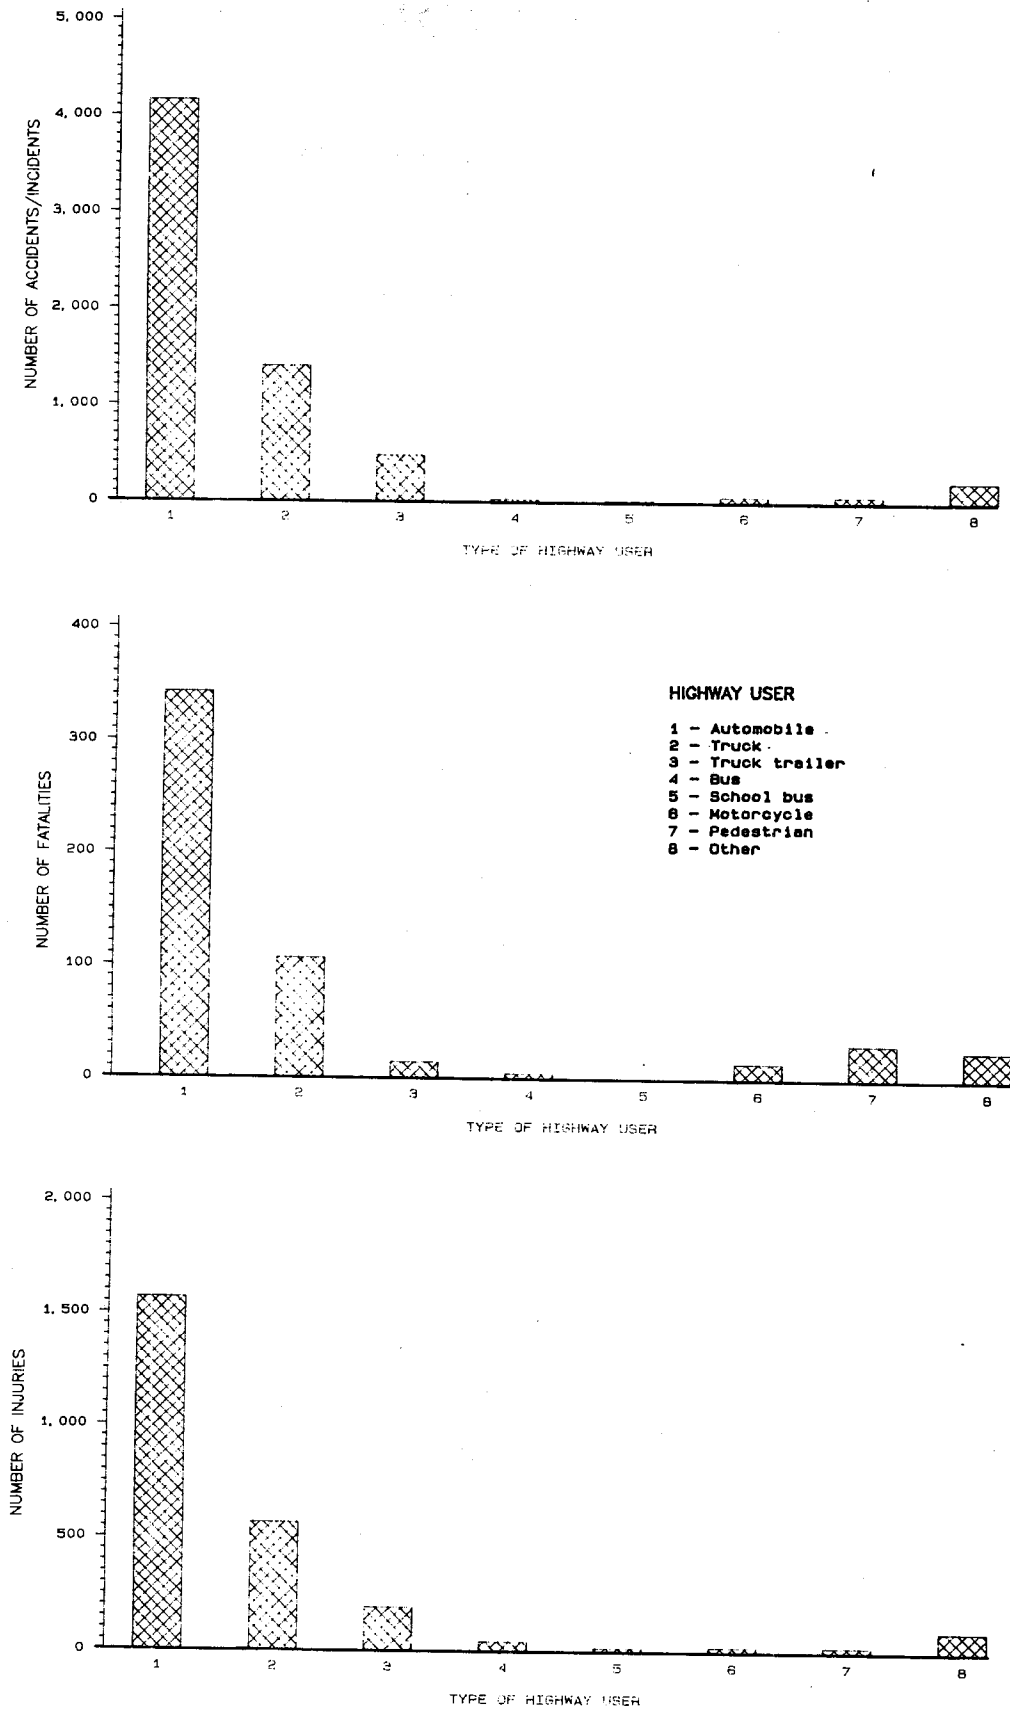 5,000
4,000
3,000
2,000
1,000
0
NUMBER OF ACCIDENTS/INCIDENTS
1 2 3 4 5 6 7 8
TYPE OF HIGHWAY USER
400
300
200
100
0
NUMBER OF FATALITIES
HIGHWAY USER
1 - Automobile
2 - Truck
3 - Truck trailer
4 - Bus
5 - School bus
6 - Motorcycle
7 - Pedestrian
8 - Other
1 2 3 4 5 6 7 8
TYPE OF HIGHWAY USER
2,000
1,500
1,000
500
0
NUMBER OF INJURIES
1 2 3 4 5 6 7 8
TYPE OF HIGHWAY USER